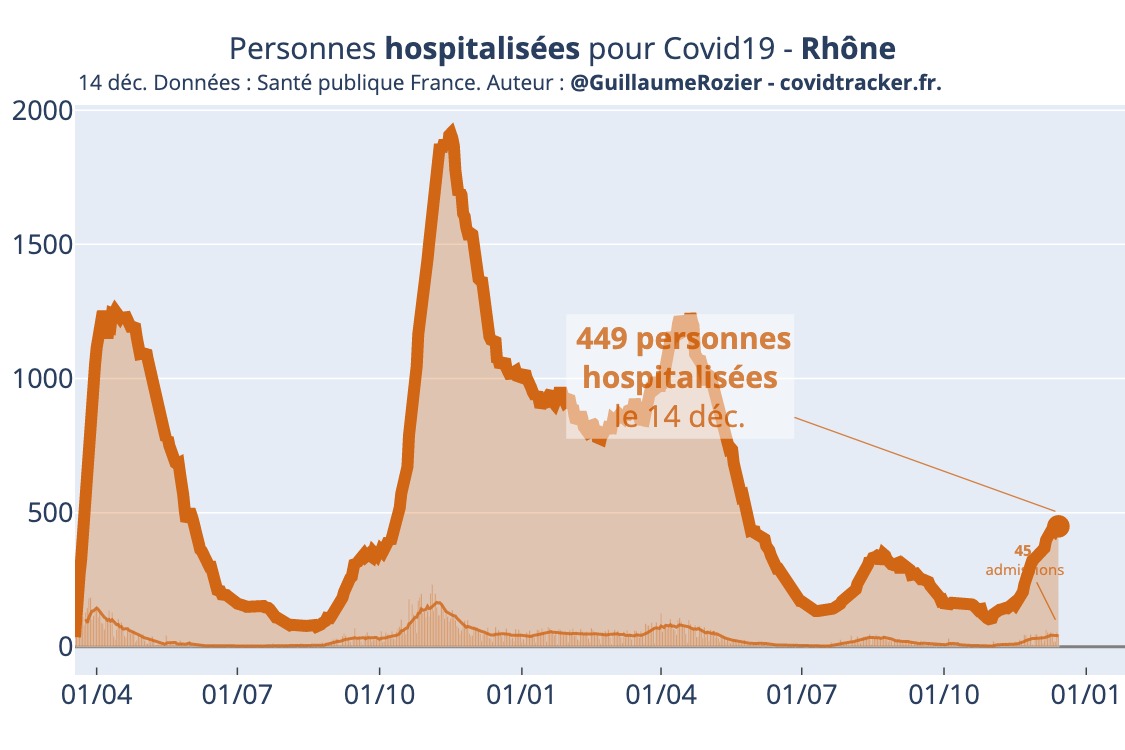 Personnes hospitalisées pour Covid19 - Rhône
14 déc. Données : Santé publique France. Auteur : @GuillaumeRozier - covidtracker.fr.
2000
1500
1000
500
0
449 personnes
hospitalisées
le 14 déc.
45
admissions
01/04
01/07
01/10
01/01
01/04
01/07
01/10
01/01